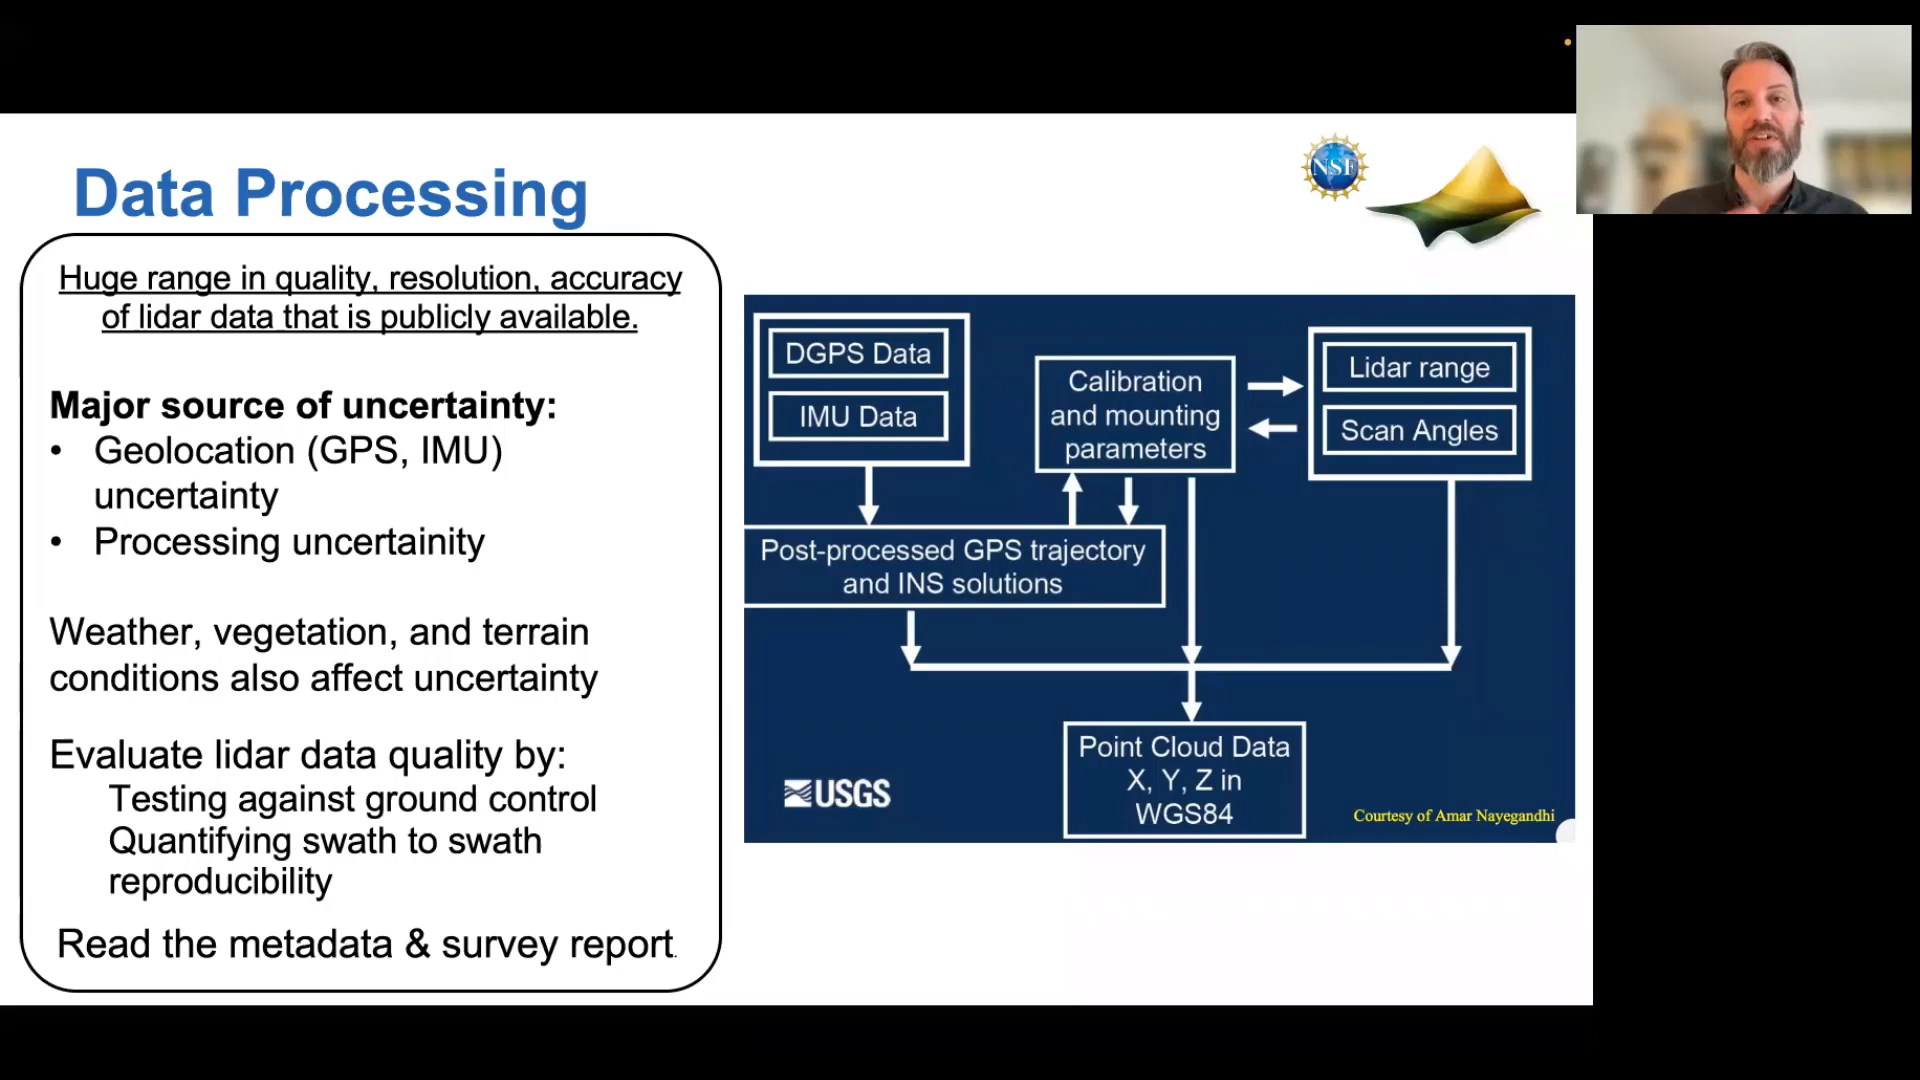 NSF
Data Processing
Huge range in quality, resolution, accuracy
of lidar data that is publicly available.
Major source of uncertainty:
• Geolocation (GPS, IMU)
uncertainty
• Processing uncertainity
Weather, vegetation, and terrain
conditions also affect uncertainty
Evaluate lidar data quality by:
Testing against ground control
Quantifying swath to swath
reproducibility
Read the metadata & survey report.
DGPS Data
IMU Data
Calibration
and mounting
parameters
Lidar range
Scan Angles
Post-processed GPS trajectory
and INS solutions
Point Cloud Data
X, Y, Z in
WGS84
USGS
Courtesy of Amar Nayegandhi